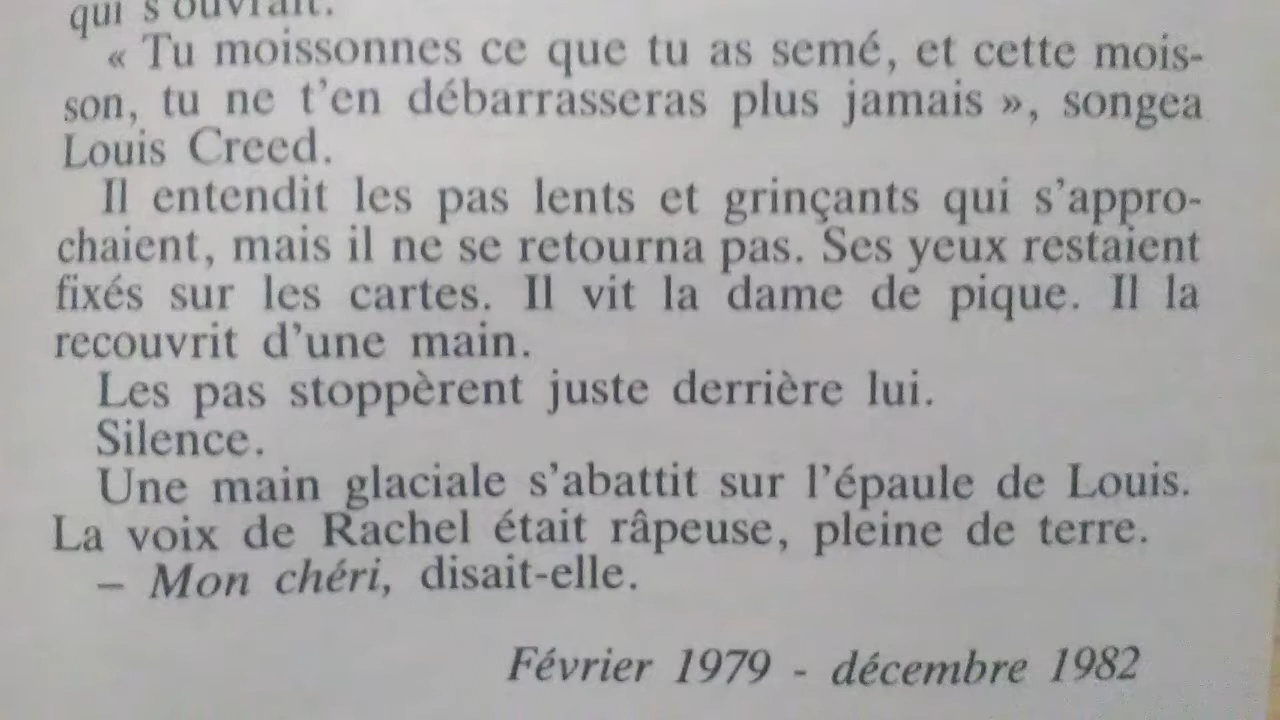 qui s'ouvrait.
« Tu moissonnes ce que tu as semé, et cette mois-
son, tu ne t'en débarrasseras plus jamais », songea
Louis Creed.
Il entendit les pas lents et grinçants qui s'appro-
chaient, mais il ne se retourna pas. Ses yeux restaient
fixés sur les cartes. Il vit la dame de pique. Il la
recouvrit d'une main.
Les pas stoppèrent juste derrière lui.
Silence.
Une main glaciale s'abattit sur l'épaule de Louis.
La voix de Rachel était râpeuse, pleine de terre.
– Mon chéri, disait-elle.
Février 1979 - décembre 1982